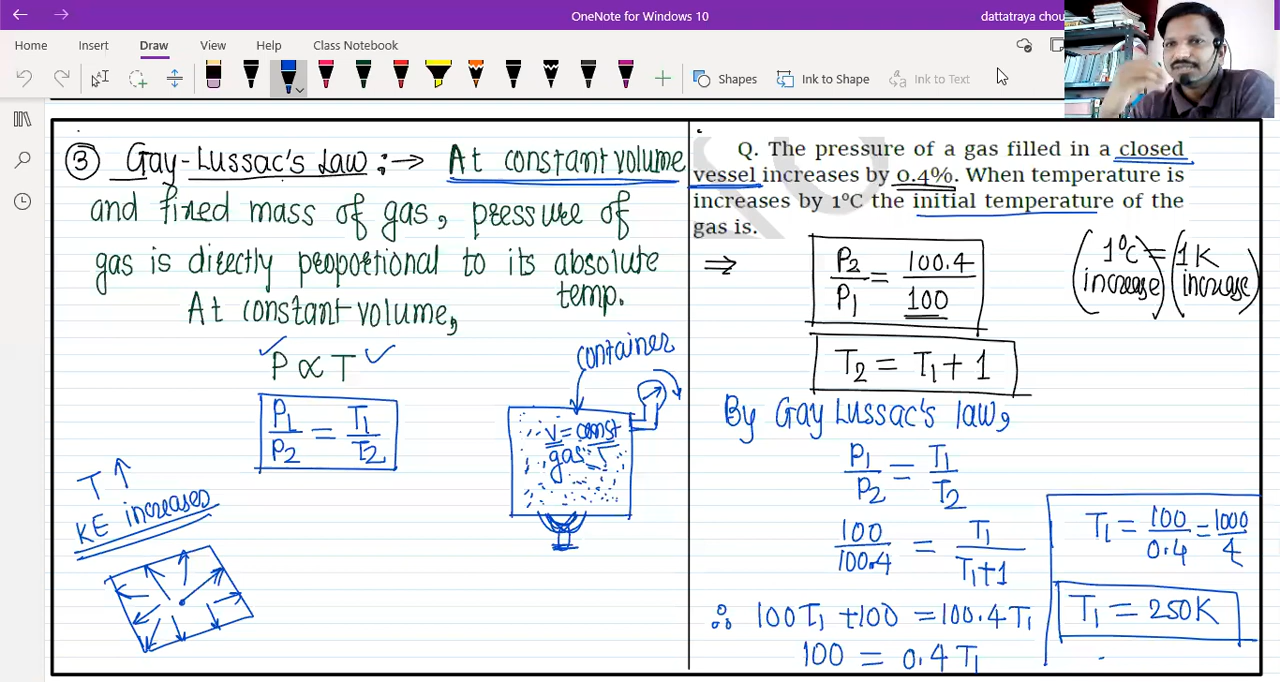 OneNote for Windows 10
dattatraya chou
Home Insert Draw View Help Class Notebook
Shapes Ink to Shape Ink to Text
③ Gay-Lussac's Law :→ At constant volume
and fixed mass of gas, pressure of
gas is directly proportional to its absolute
temp.
At constant volume,
P ∝ T
P1/P2 = T1/T2
container
V = const
gas
T ↑
KE increases
Q. The pressure of a gas filled in a closed
vessel increases by 0.4%. When temperature is
increases by 1°C the initial temperature of the
gas is.
⇒ P2/P1 = 100.4/100
(1°C increase) = (1K increase)
T2 = T1 + 1
By Gay Lussac's law,
P1/P2 = T1/T2
100/100.4 = T1/T1+1
∴ 100T1 + 100 = 100.4 T1
100 = 0.4 T1
T1 = 100/0.4 = 1000/4
T1 = 250K